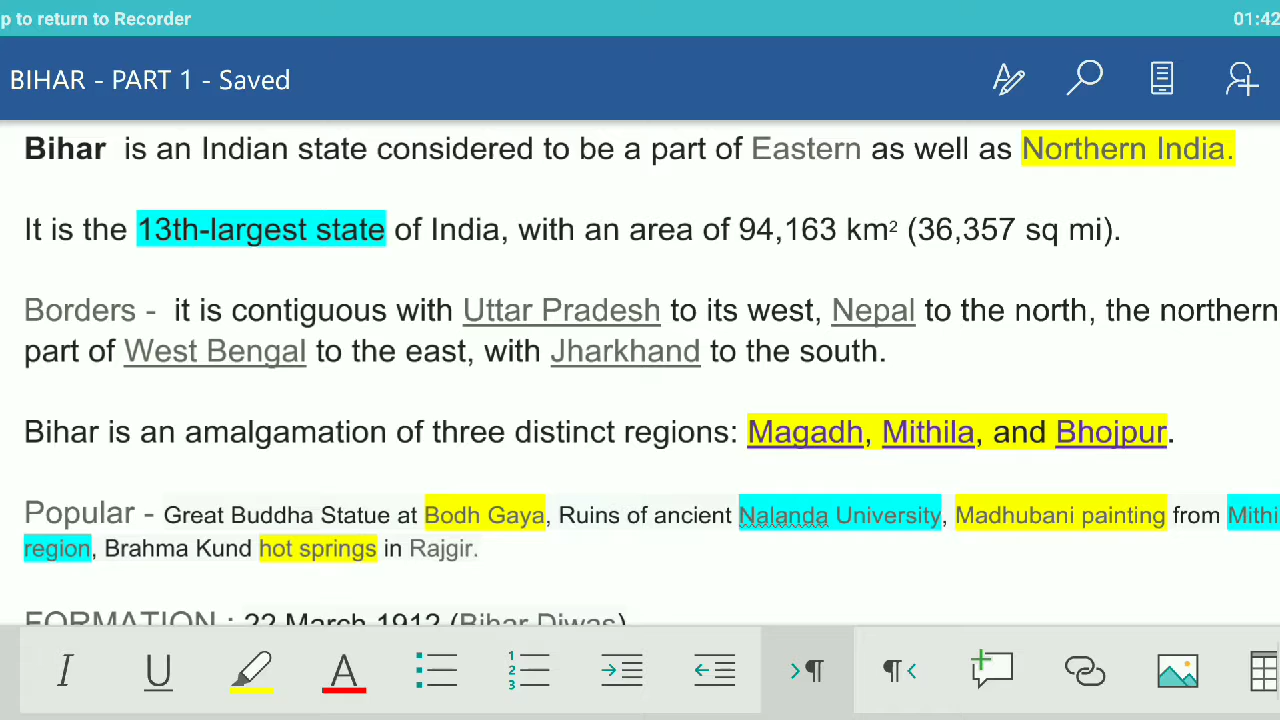 p to return to Recorder
01:42
BIHAR - PART 1 - Saved
Bihar is an Indian state considered to be a part of Eastern as well as Northern India.
It is the 13th-largest state of India, with an area of 94,163 km² (36,357 sq mi).
Borders - it is contiguous with Uttar Pradesh to its west, Nepal to the north, the northern
part of West Bengal to the east, with Jharkhand to the south.
Bihar is an amalgamation of three distinct regions: Magadh, Mithila, and Bhojpur.
Popular - Great Buddha Statue at Bodh Gaya, Ruins of ancient Nalanda University, Madhubani painting from Mithi
region, Brahma Kund hot springs in Rajgir.
FORMATION : 22 March 1912 (Bihar Diwas)